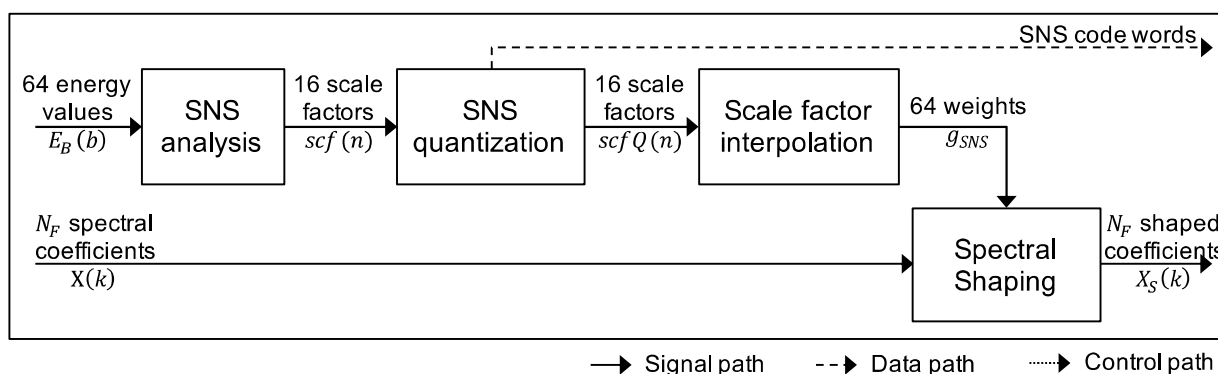 SNS code words
64 energy
values
E_B(b)
SNS
analysis
16 scale
factors
scf(n)
SNS
quantization
16 scale
factors
scfQ(n)
Scale factor
interpolation
64 weights
g_SNS
N_F spectral
coefficients
X(k)
Spectral
Shaping
N_F shaped
coefficients
X_S(k)
Signal path
Data path
Control path